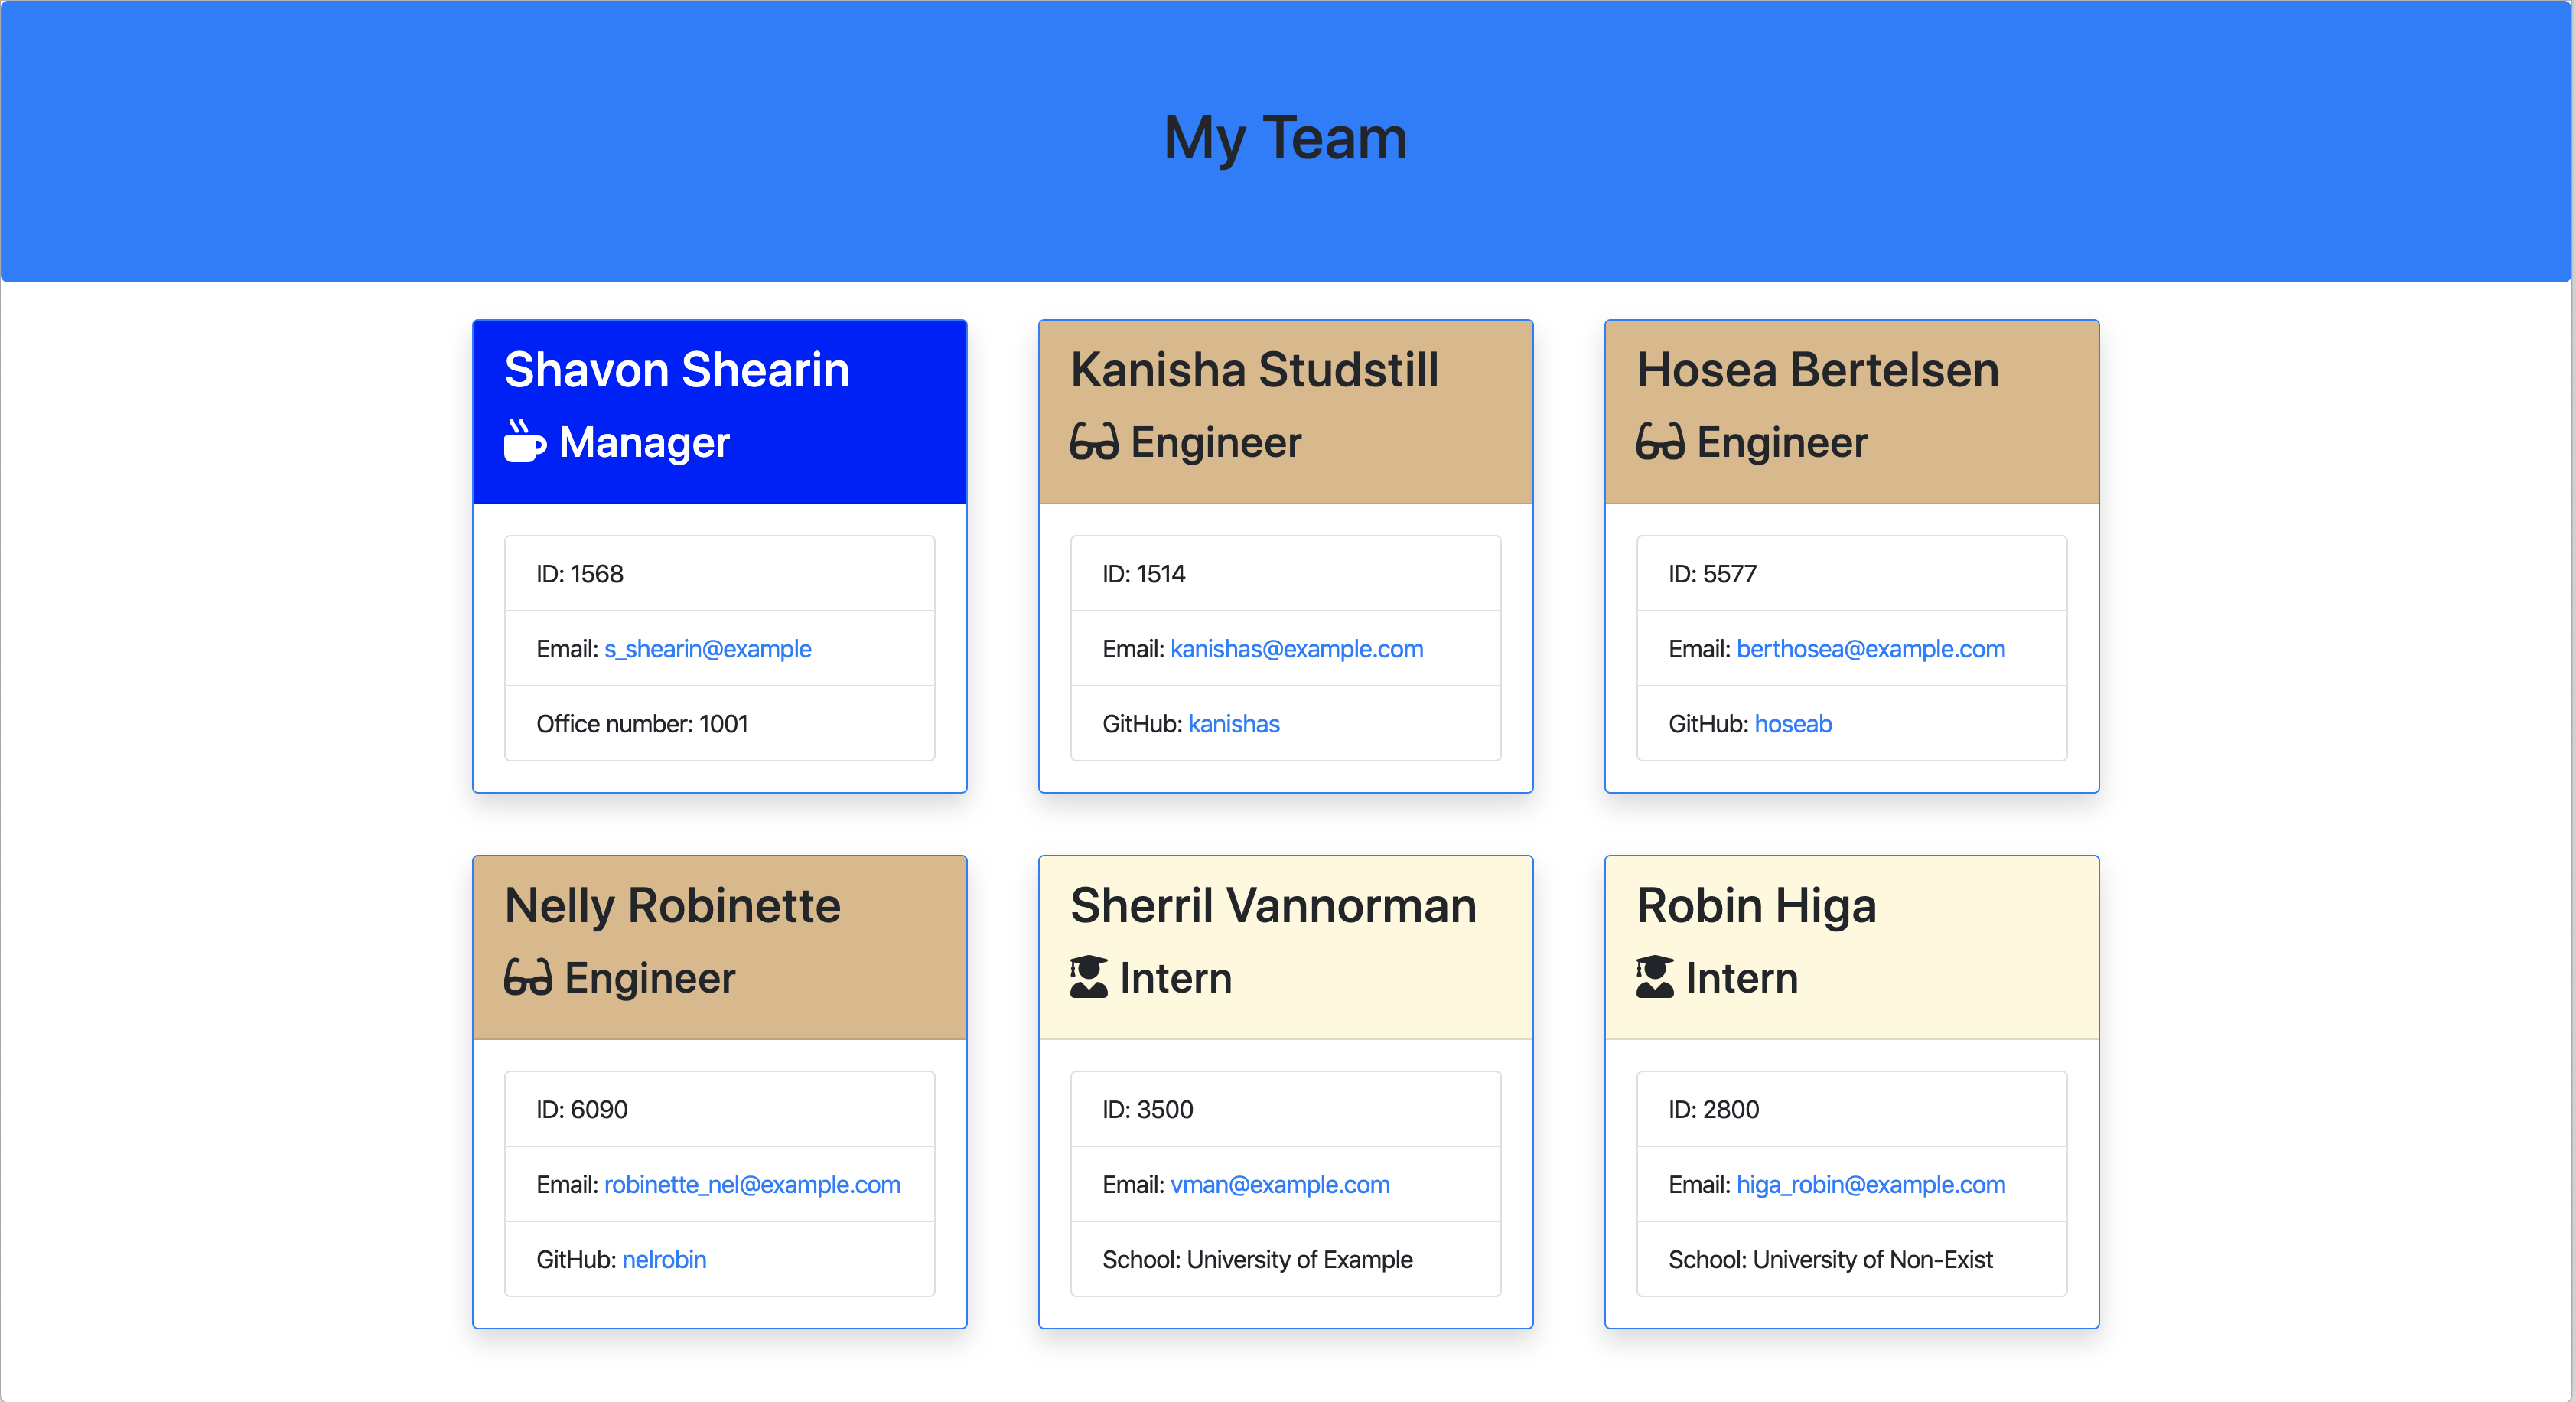 My Team
Shavon Shearin
Manager
ID: 1568
Email: s_shearin@example
Office number: 1001
Kanisha Studstill
Engineer
ID: 1514
Email: kanishas@example.com
GitHub: kanishas
Hosea Bertelsen
Engineer
ID: 5577
Email: berthosea@example.com
GitHub: hoseab
Nelly Robinette
Engineer
ID: 6090
Email: robinette_nel@example.com
GitHub: nelrobin
Sherril Vannorman
Intern
ID: 3500
Email: vman@example.com
School: University of Example
Robin Higa
Intern
ID: 2800
Email: higa_robin@example.com
School: University of Non-Exist